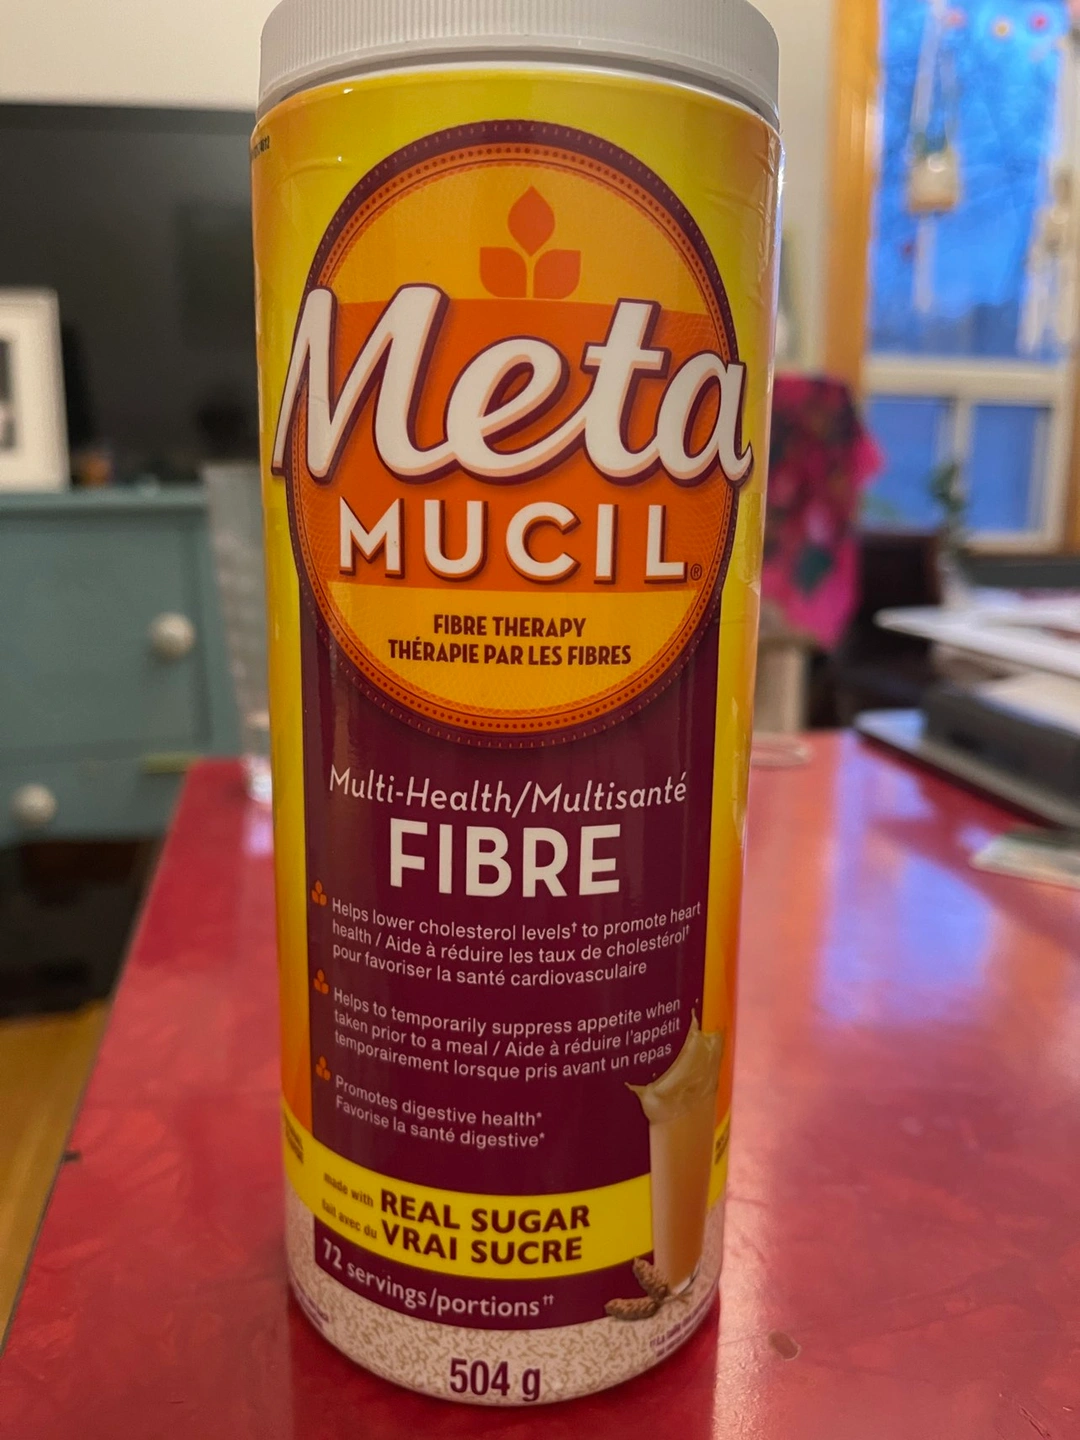 Meta
MUCIL®
FIBRE THERAPY
THÉRAPIE PAR LES FIBRES
Multi-Health/Multisanté
FIBRE
Helps lower cholesterol levels† to promote heart
health / Aide à réduire les taux de cholestérol†
pour favoriser la santé cardiovasculaire
Helps to temporarily suppress appetite when
taken prior to a meal / Aide à réduire l'appétit
temporairement lorsque pris avant un repas
Promotes digestive health*
Favorise la santé digestive*
made with REAL SUGAR
fait avec du VRAI SUCRE
72 servings/portions††
504 g